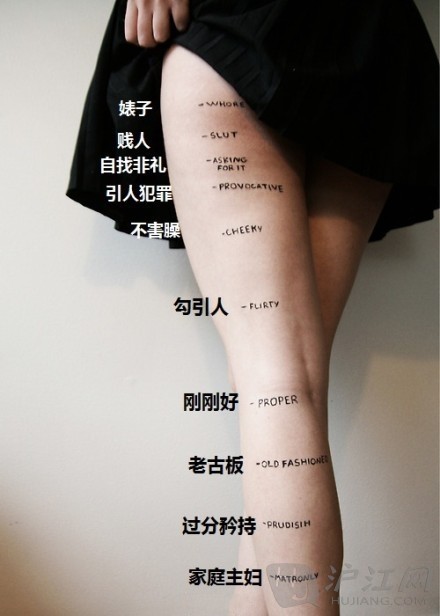 婊子 - WHORE
贱人 - SLUT
自找非礼 - ASKING
FOR IT
引人犯罪 - PROVOCATIVE
不害臊 - CHEEKY
勾引人 - FLIRTY
刚刚好 - PROPER
老古板 - OLD FASHIONED
过分矜持 - PRUDISH
家庭主妇 - MATRONLY
沪江网
HUJIANG.COM